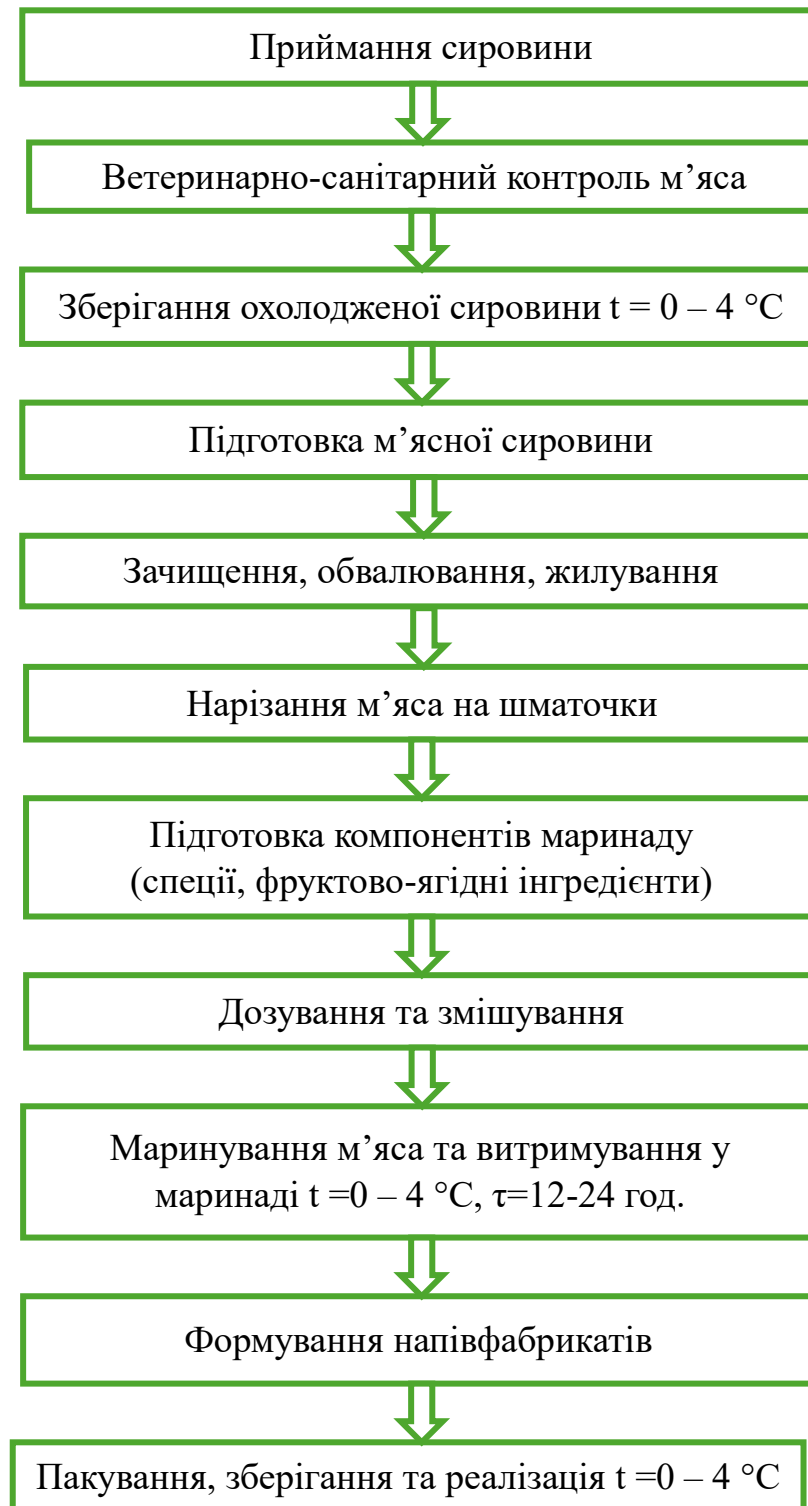 Приймання сировини
Ветеринарно-санітарний контроль м’яса
Зберігання охолодженої сировини t = 0 – 4 °C
Підготовка м’ясної сировини
Зачищення, обвалювання, жилування
Нарізання м’яса на шматочки
Підготовка компонентів маринаду
(спеції, фруктово-ягідні інгредієнти)
Дозування та змішування
Маринування м’яса та витримування у
маринаді t =0 – 4 °C, τ=12-24 год.
Формування напівфабрикатів
Пакування, зберігання та реалізація t =0 – 4 °C